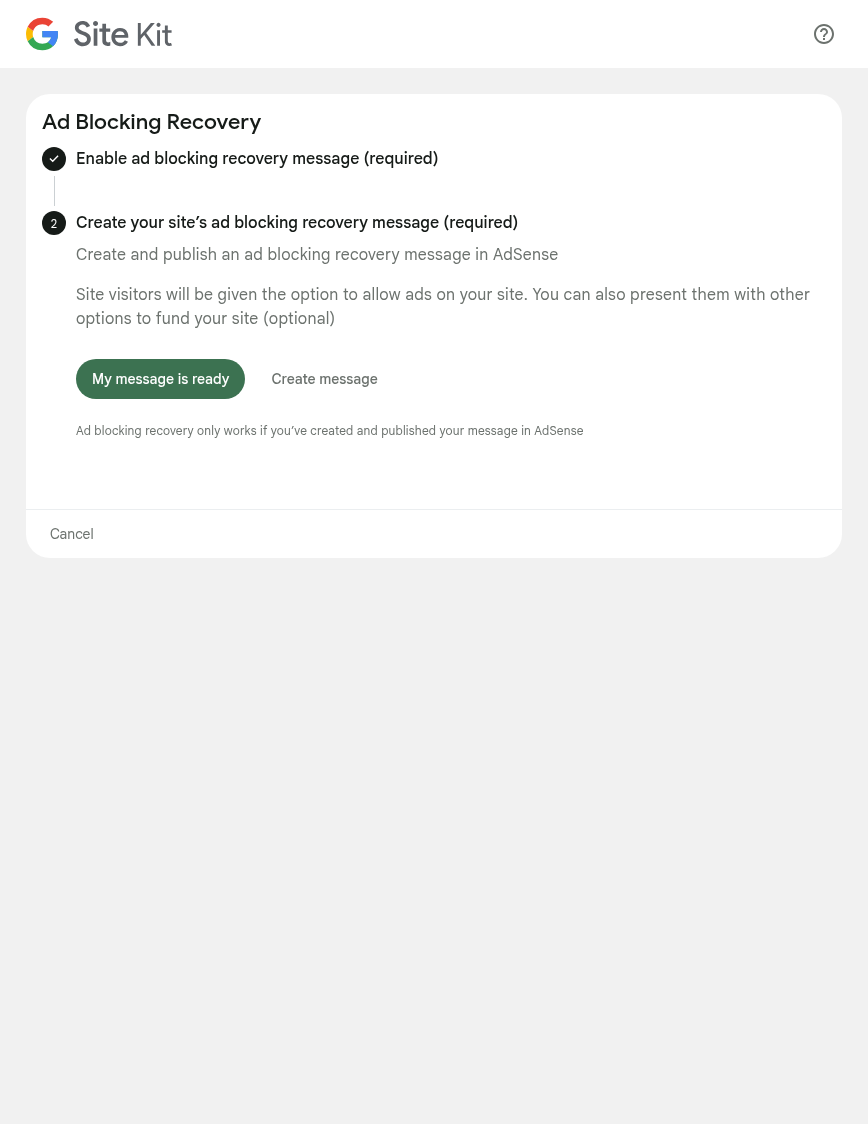 Site Kit
Ad Blocking Recovery
Enable ad blocking recovery message (required)
2
Create your site’s ad blocking recovery message (required)
Create and publish an ad blocking recovery message in AdSense
Site visitors will be given the option to allow ads on your site. You can also present them with other
options to fund your site (optional)
My message is ready
Create message
Ad blocking recovery only works if you’ve created and published your message in AdSense
Cancel